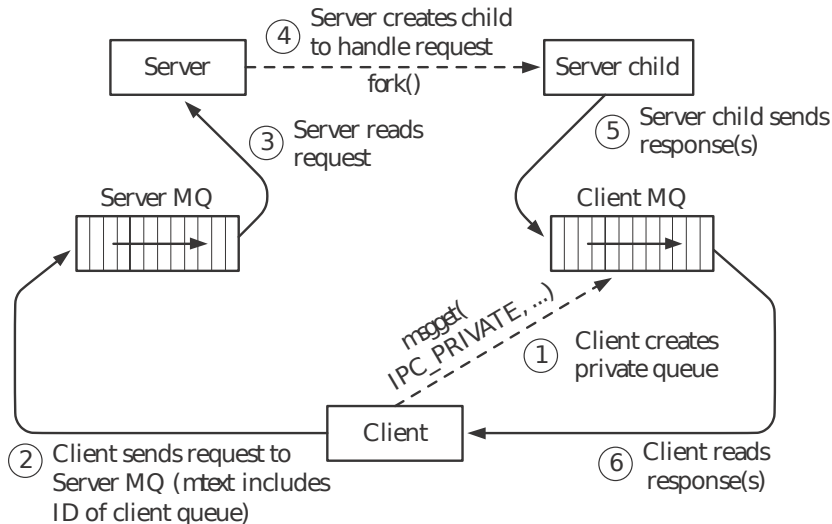 4
Server creates child
to handle request
Server
fork()
Server child
3
Server reads
request
5
Server child sends
response(s)
Server MQ
Client MQ
msgget(
IPC_PRIVATE, ...)
1
Client creates
private queue
Client
2
Client sends request to
Server MQ (mtext includes
ID of client queue)
6
Client reads
response(s)